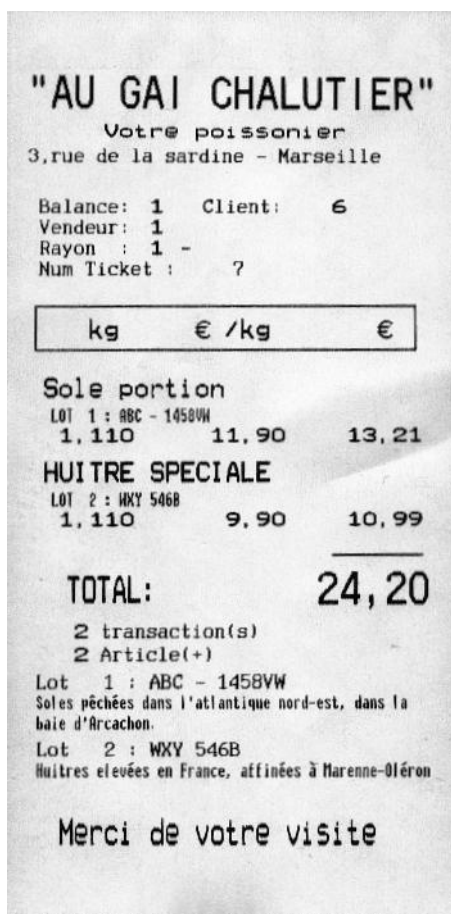 "AU GAI CHALUTIER"
Votre poissonier
3,rue de la sardine - Marseille
Balance: 1 Client: 6
Vendeur: 1
Rayon : 1 -
Num Ticket : 7
kg € /kg €
Sole portion
LOT 1 : ABC - 1458VW
1,110 11,90 13,21
HUITRE SPECIALE
LOT 2 : WXY 546B
1,110 9,90 10,99
TOTAL: 24,20
2 transaction(s)
2 Article(+)
Lot 1 : ABC - 1458VW
Soles pêchées dans l'atlantique nord-est, dans la
baie d'Arcachon.
Lot 2 : WXY 546B
Huitres elevées en France, affinées à Marenne-Oléron
Merci de votre visite